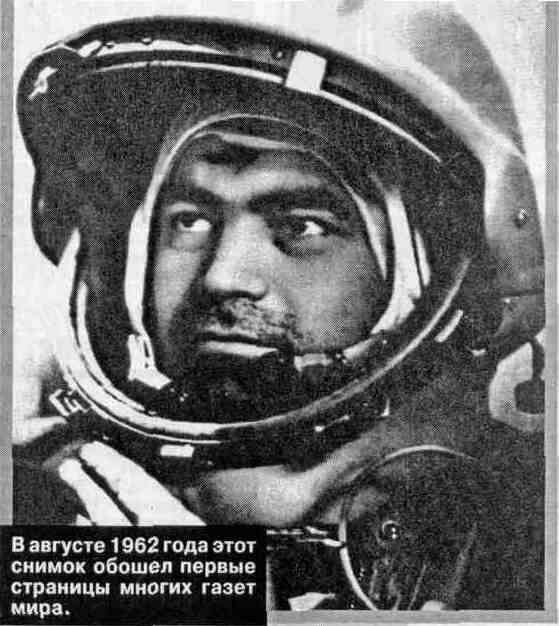 В августе 1962 года этот
снимок обошел первые
страницы многих газет
мира.